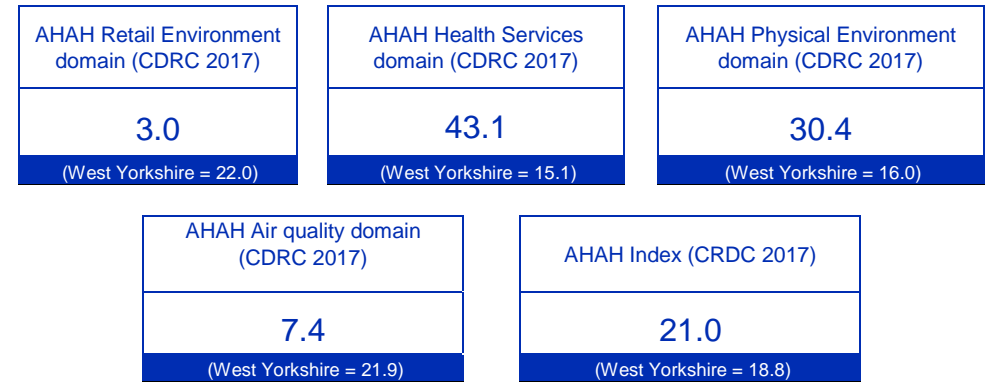 AHAH Retail Environment
domain (CDRC 2017)
3.0
(West Yorkshire = 22.0)
AHAH Health Services
domain (CDRC 2017)
43.1
(West Yorkshire = 15.1)
AHAH Physical Environment
domain (CDRC 2017)
30.4
(West Yorkshire = 16.0)
AHAH Air quality domain
(CDRC 2017)
7.4
(West Yorkshire = 21.9)
AHAH Index (CRDC 2017)
21.0
(West Yorkshire = 18.8)